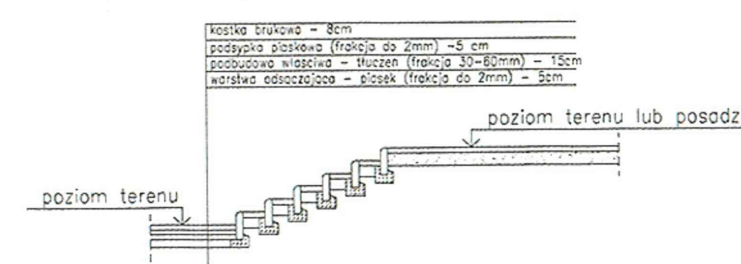 kostka brukowa - 8cm
podsypka piaskowa (frakcja do 2mm) -5 cm
podbudowa właściwa - tłuczeń (frakcja 30-60mm) - 15cm
warstwa odsączająca - piasek (frakcja do 2mm) - 5cm
poziom terenu lub posadz
poziom terenu